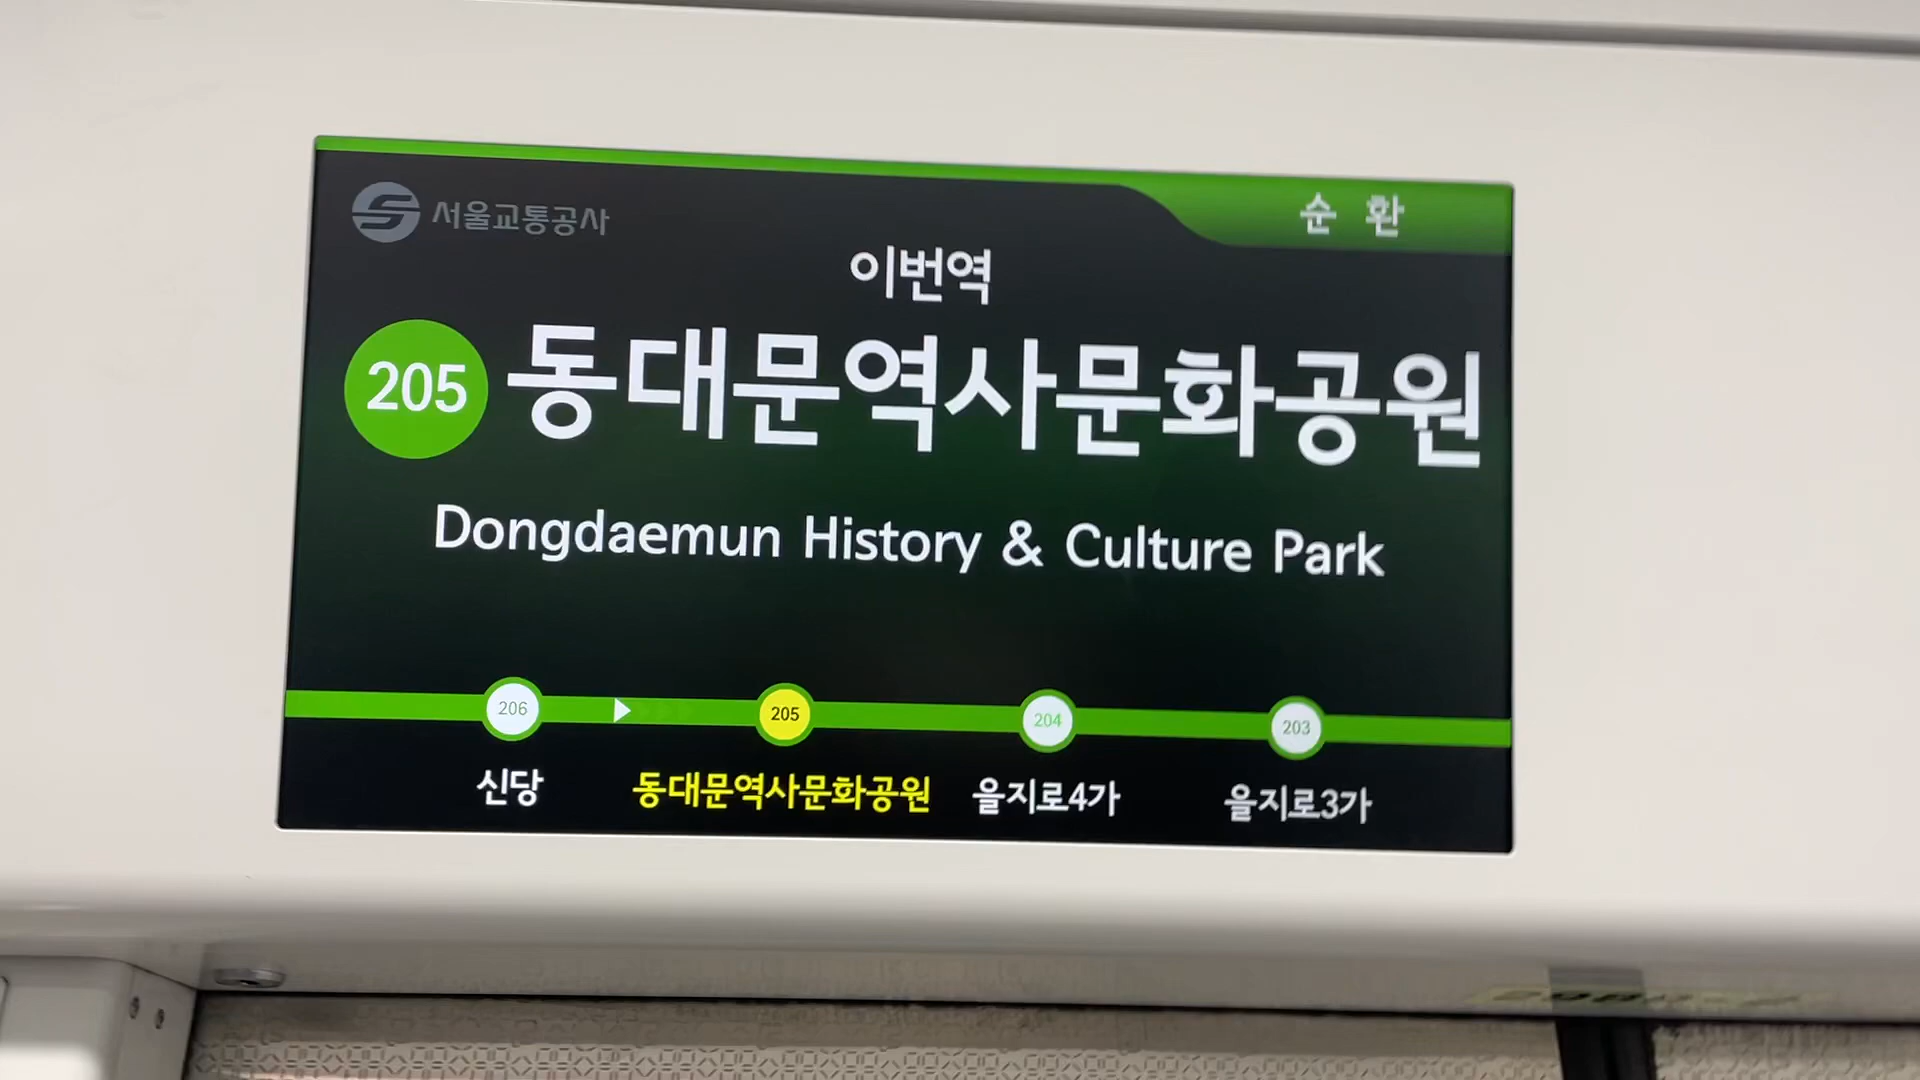 서울교통공사
순 환
이번역
205 동대문역사문화공원
Dongdaemun History & Culture Park
206 205 204 203
신당 동대문역사문화공원 을지로4가 을지로3가